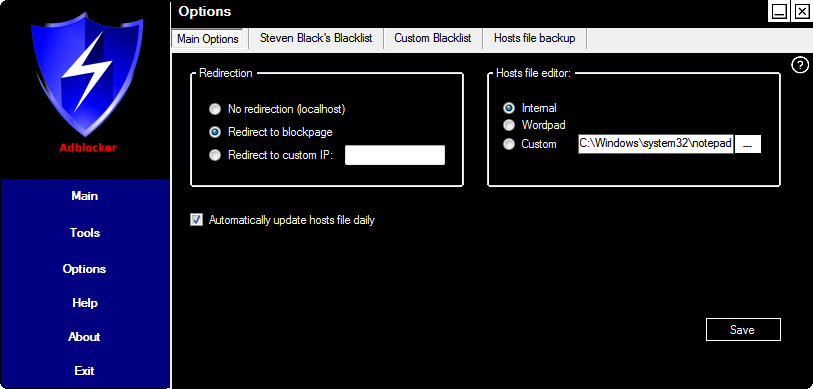 Options
Adblocker
Main
Tools
Options
Help
About
Exit
Main Options
Steven Black's Blacklist
Custom Blacklist
Hosts file backup
Redirection
No redirection (localhost)
Redirect to blockpage
Redirect to custom IP:
Hosts file editor:
Internal
Wordpad
Custom
C:\Windows\system32\notepad
...
Automatically update hosts file daily
Save